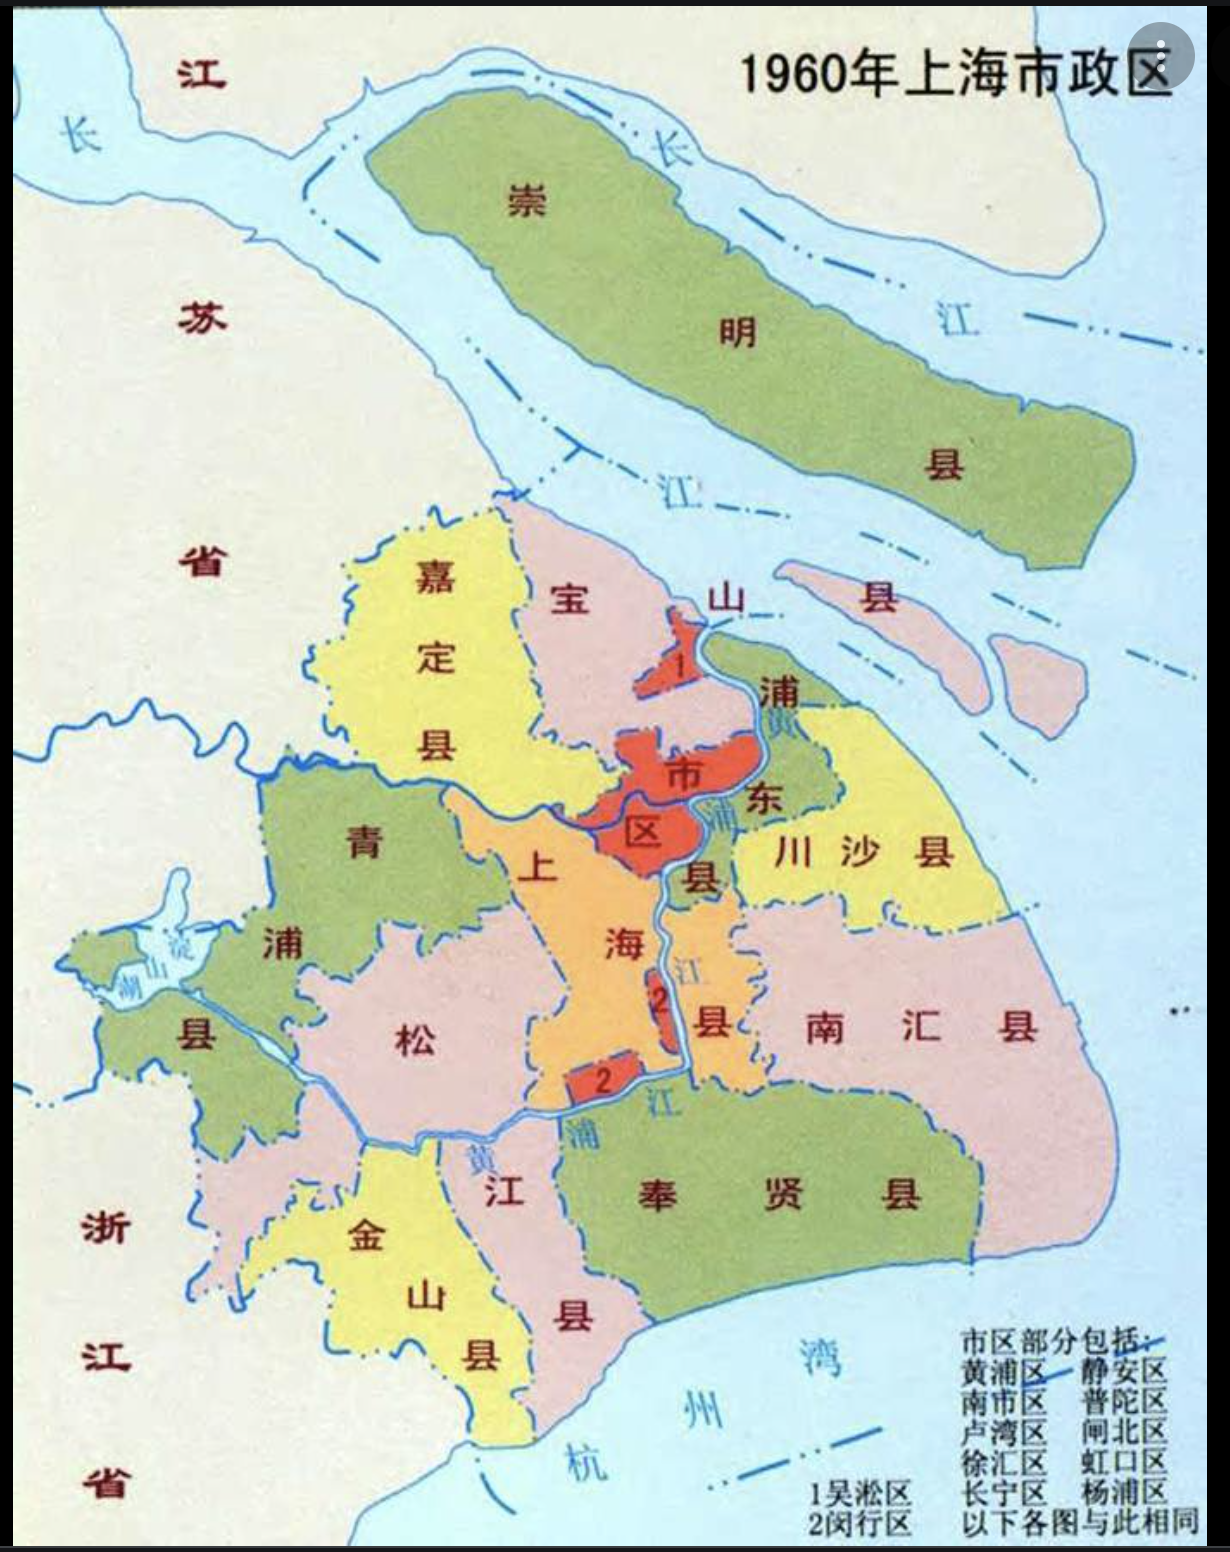 1960年上海市政区
江
苏
省
长
长
江
江
崇
明
县
嘉
定
县
宝
山
县
1
浦
东
县
黄
浦
江
市
区
川沙县
青
浦
县
上
海
县
2
2
淀
山
湖
松
江
县
南汇县
江
浦
黄
奉贤县
金
山
县
浙
江
省
杭
州
湾
市区部分包括:
黄浦区 静安区
南市区 普陀区
卢湾区 闸北区
徐汇区 虹口区
1吴淞区 长宁区 杨浦区
2闵行区 以下各图与此相同